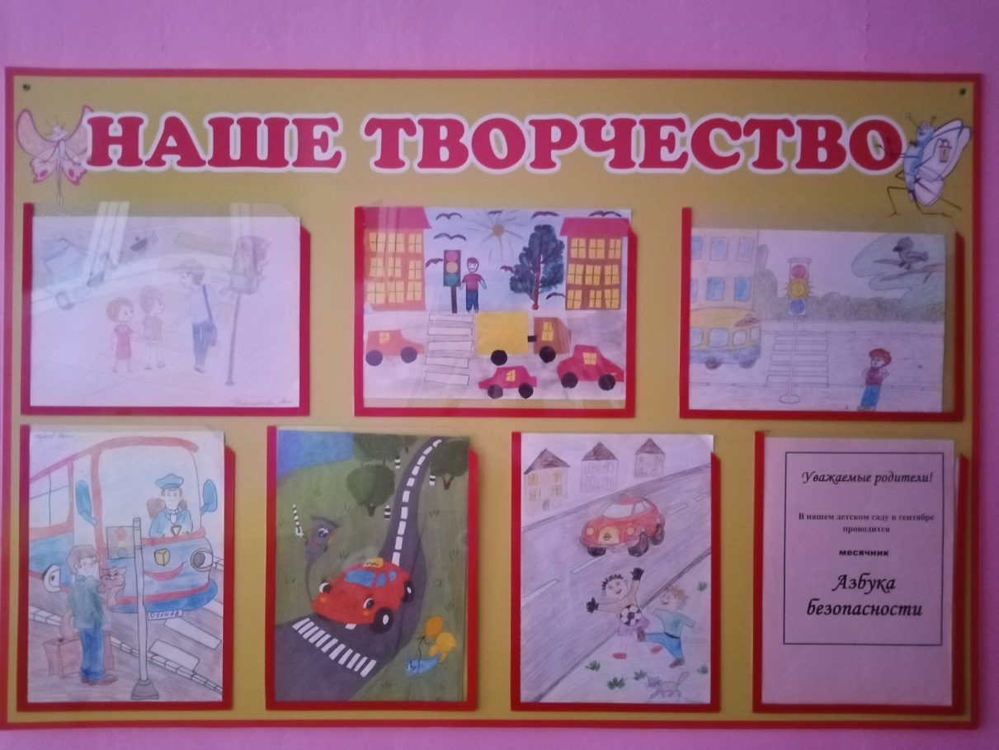 НАШЕ ТВОРЧЕСТВО
Уважаемые родители!
В нашем детском саду в сентябре
проводится
месячник
Азбука
безопасности